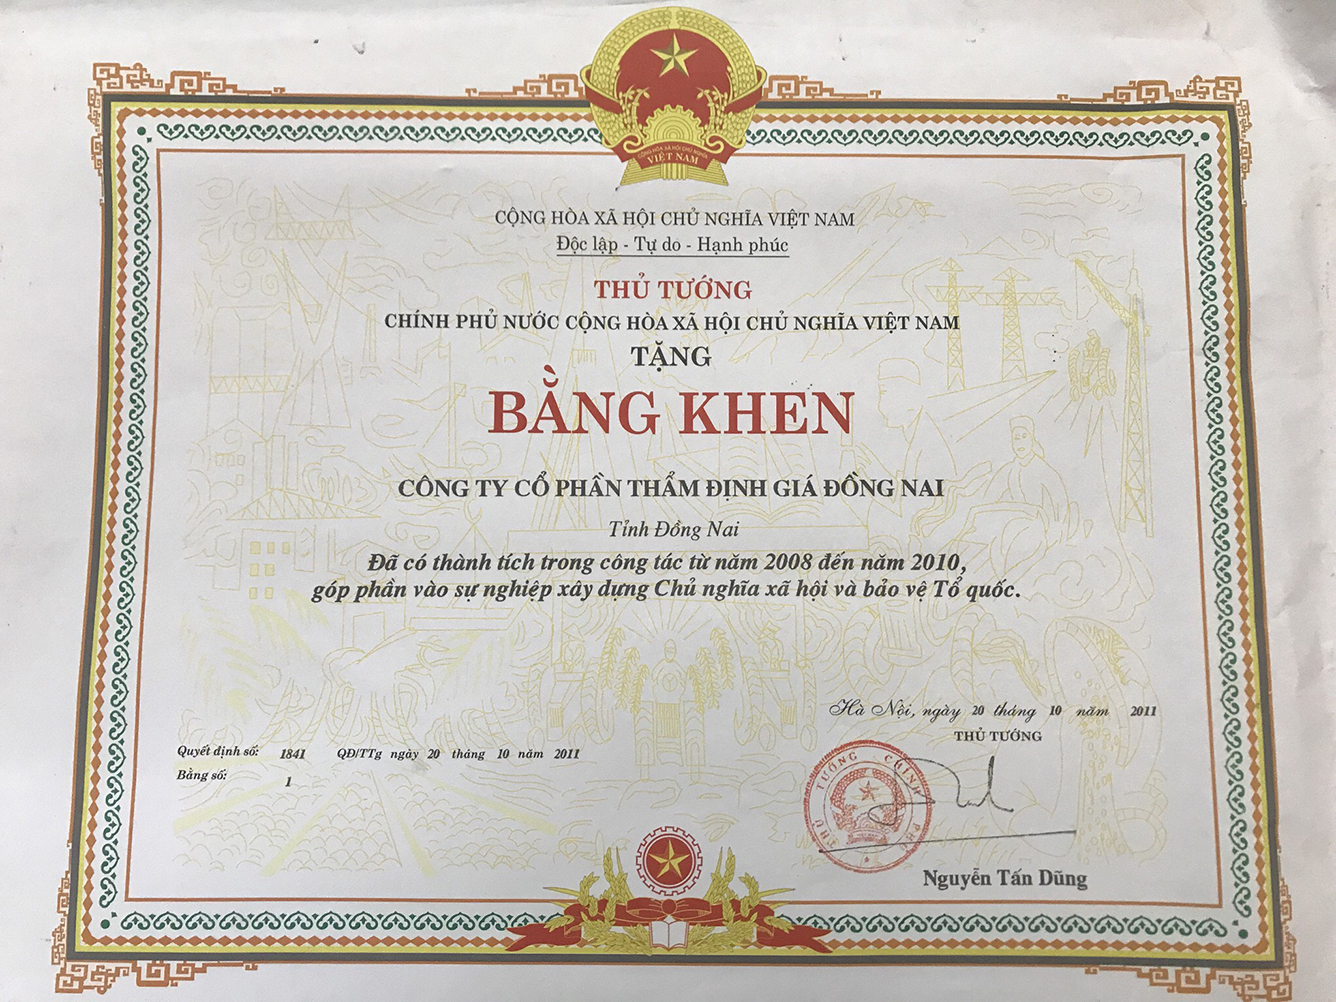 CỘNG HÒA XÃ HỘI CHỦ NGHĨA
VIỆT NAM
CỘNG HÒA XÃ HỘI CHỦ NGHĨA VIỆT NAM
Độc lập - Tự do - Hạnh phúc
THỦ TƯỚNG
CHÍNH PHỦ NƯỚC CỘNG HÒA XÃ HỘI CHỦ NGHĨA VIỆT NAM
TẶNG
BẰNG KHEN
CÔNG TY CỔ PHẦN THẨM ĐỊNH GIÁ ĐỒNG NAI
Tỉnh Đồng Nai
Đã có thành tích trong công tác từ năm 2008 đến năm 2010,
góp phần vào sự nghiệp xây dựng Chủ nghĩa xã hội và bảo vệ Tổ quốc.
Hà Nội, ngày 20 tháng 10 năm 2011
THỦ TƯỚNG
Quyết định số: 1841 QĐ/TTg ngày 20 tháng 10 năm 2011
Bằng số: 1
THỦ TƯỚNG CHÍNH PHỦ
Nguyễn Tấn Dũng